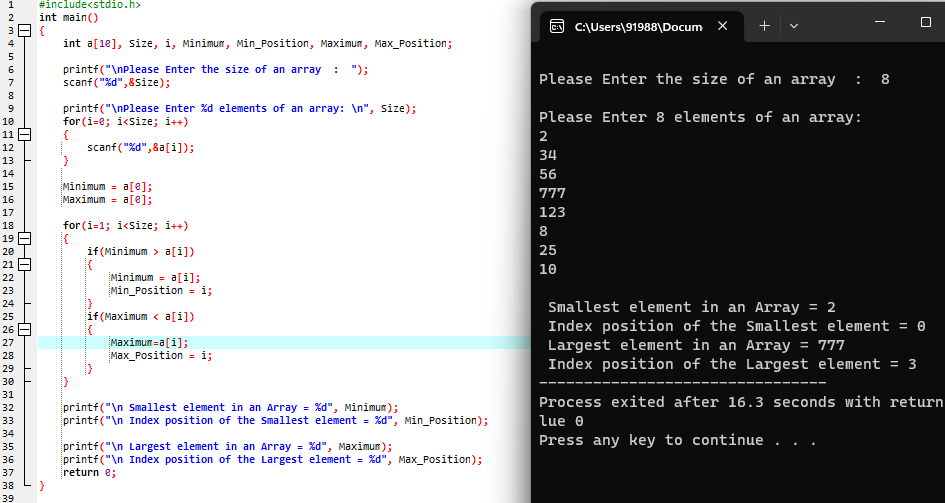 1 #include<stdio.h>
2 int main()
3 {
4 int a[10], Size, i, Minimum, Min_Position, Maximum, Max_Position;
5
6 printf("\nPlease Enter the size of an array  :  ");
7 scanf("%d",&Size);
8
9 printf("\nPlease Enter %d elements of an array: \n", Size);
10 for(i=0; i<Size; i++)
11 {
12 scanf("%d",&a[i]);
13 }
14
15 Minimum = a[0];
16 Maximum = a[0];
17
18 for(i=1; i<Size; i++)
19 {
20 if(Minimum > a[i])
21 {
22 Minimum = a[i];
23 Min_Position = i;
24 }
25 if(Maximum < a[i])
26 {
27 Maximum=a[i];
28 Max_Position = i;
29 }
30 }
31
32 printf("\n Smallest element in an Array = %d", Minimum);
33 printf("\n Index position of the Smallest element = %d", Min_Position);
34
35 printf("\n Largest element in an Array = %d", Maximum);
36 printf("\n Index position of the Largest element = %d", Max_Position);
37 return 0;
38 }
39
C:\Users\91988\Docum
Please Enter the size of an array  :  8
Please Enter 8 elements of an array:
2
34
56
777
123
8
25
10
Smallest element in an Array = 2
Index position of the Smallest element = 0
Largest element in an Array = 777
Index position of the Largest element = 3
--------------------------------
Process exited after 16.3 seconds with return
lue 0
Press any key to continue . . .